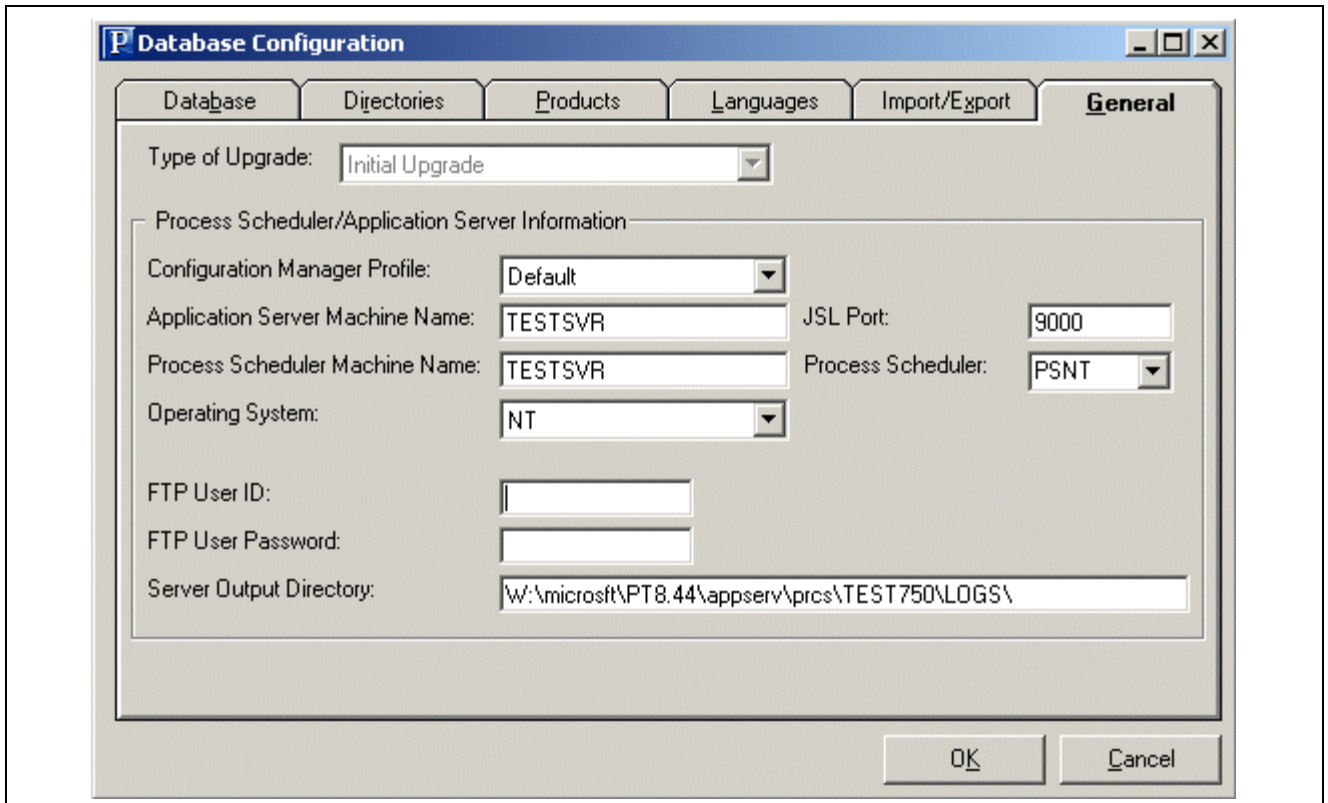 P Database Configuration
Database Directories Products Languages Import/Export General
Type of Upgrade: Initial Upgrade
Process Scheduler/Application Server Information
Configuration Manager Profile: Default
Application Server Machine Name: TESTSVR JSL Port: 9000
Process Scheduler Machine Name: TESTSVR Process Scheduler: PSNT
Operating System: NT
FTP User ID:
FTP User Password:
Server Output Directory: W:\microsft\PT8.44\appserv\prcs\TEST750\LOGS\
OK Cancel